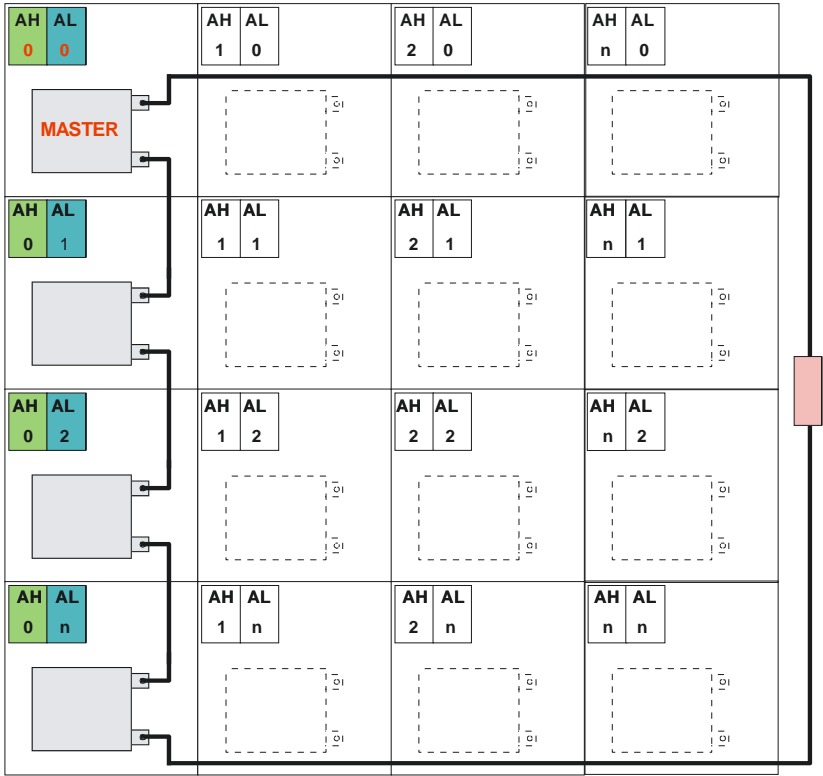 AH AL AH AL AH AL AH AL
0 0 1 0 2 0 n 0
MASTER
AH AL AH AL AH AL AH AL
0 1 1 1 2 1 n 1
AH AL AH AL AH AL AH AL
0 2 1 2 2 2 n 2
AH AL AH AL AH AL AH AL
0 n 1 n 2 n n n